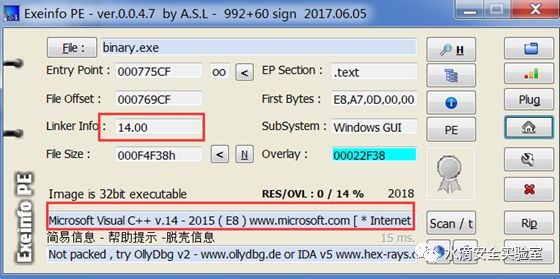 Exeinfo PE - ver.0.0.4.7 by A.S.L - 992+60 sign 2017.06.05
File : binary.exe H
Entry Point : 000775CF oo < EP Section : .text
File Offset : 000769CF First Bytes : E8,A7,0D,00,00 Plug
Linker Info : 14.00 SubSystem : Windows GUI PE
File Size : 000F4F38h < N Overlay : 00022F38
Image is 32bit executable RES/OVL : 0 / 14 % 2018
Microsoft Visual C++ v.14 - 2015 ( E8 ) www.microsoft.com [ * Internet Scan / t Rip
简易信息 - 帮助提示 -脱壳信息 15 ms.
Not packed , try OllyDbg v2 - www.ollydbg.de or IDA v5 www.hex-rays.c
Exeinfo PE
水滴安全实验室